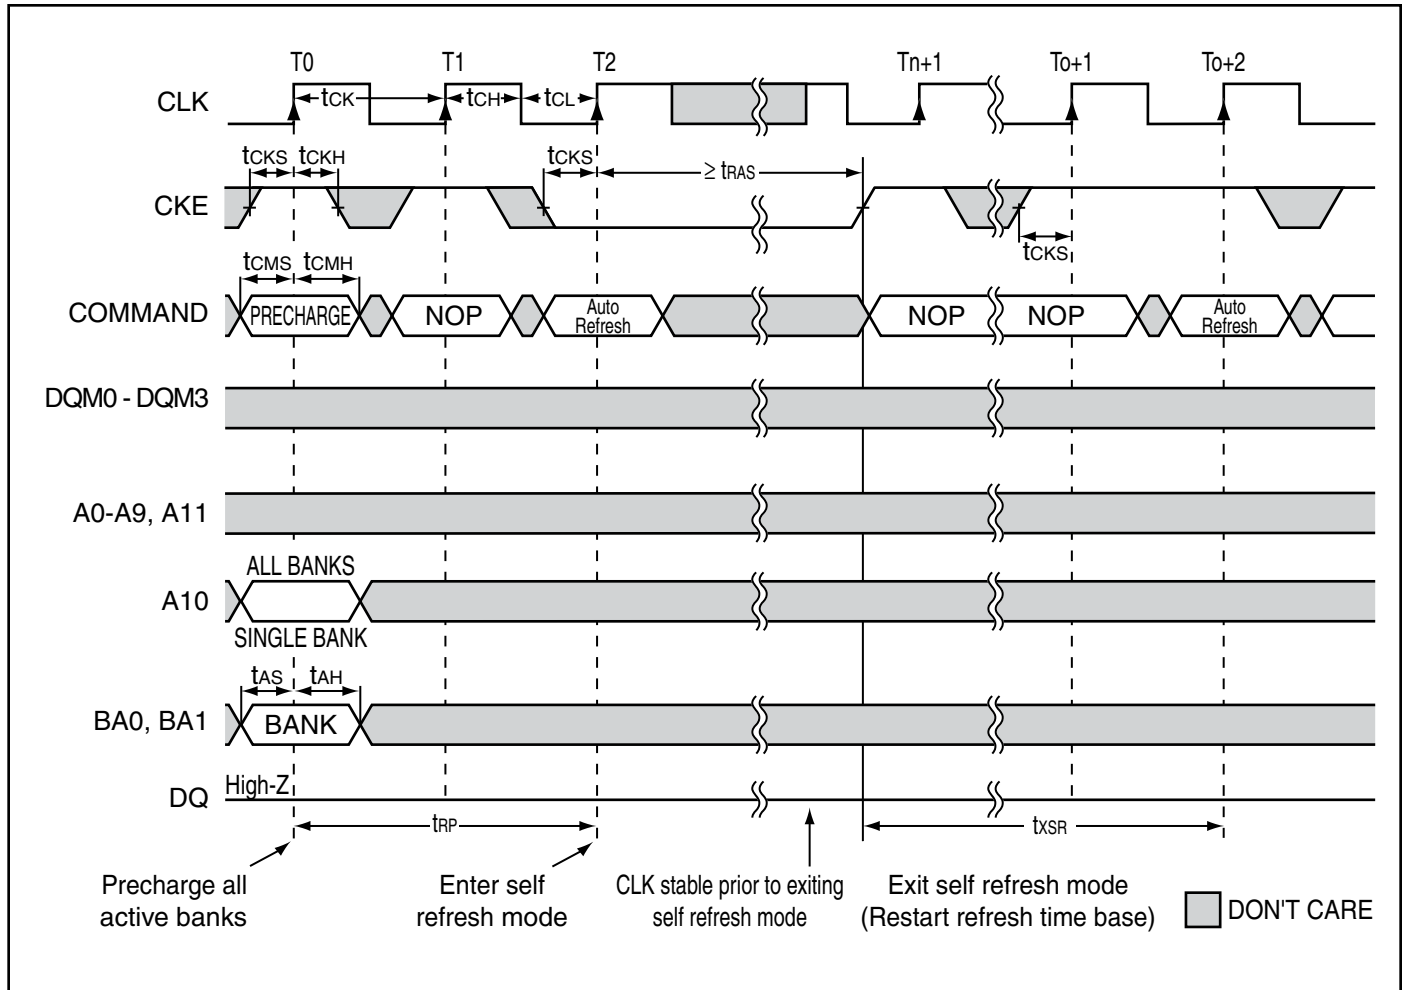 T0 T1 T2 Tn+1 To+1 To+2
CLK tCK tCH tCL
tCKS tCKH tCKS ≥ tRAS
CKE
tCKS
tCMS tCMH
COMMAND PRECHARGE NOP Auto Refresh NOP NOP Auto Refresh
DQM0 - DQM3
A0-A9, A11
ALL BANKS
A10
SINGLE BANK
tAS tAH
BA0, BA1 BANK
DQ High-Z
tRP tXSR
Precharge all
active banks
Enter self
refresh mode
CLK stable prior to exiting
self refresh mode
Exit self refresh mode
(Restart refresh time base)
DON'T CARE